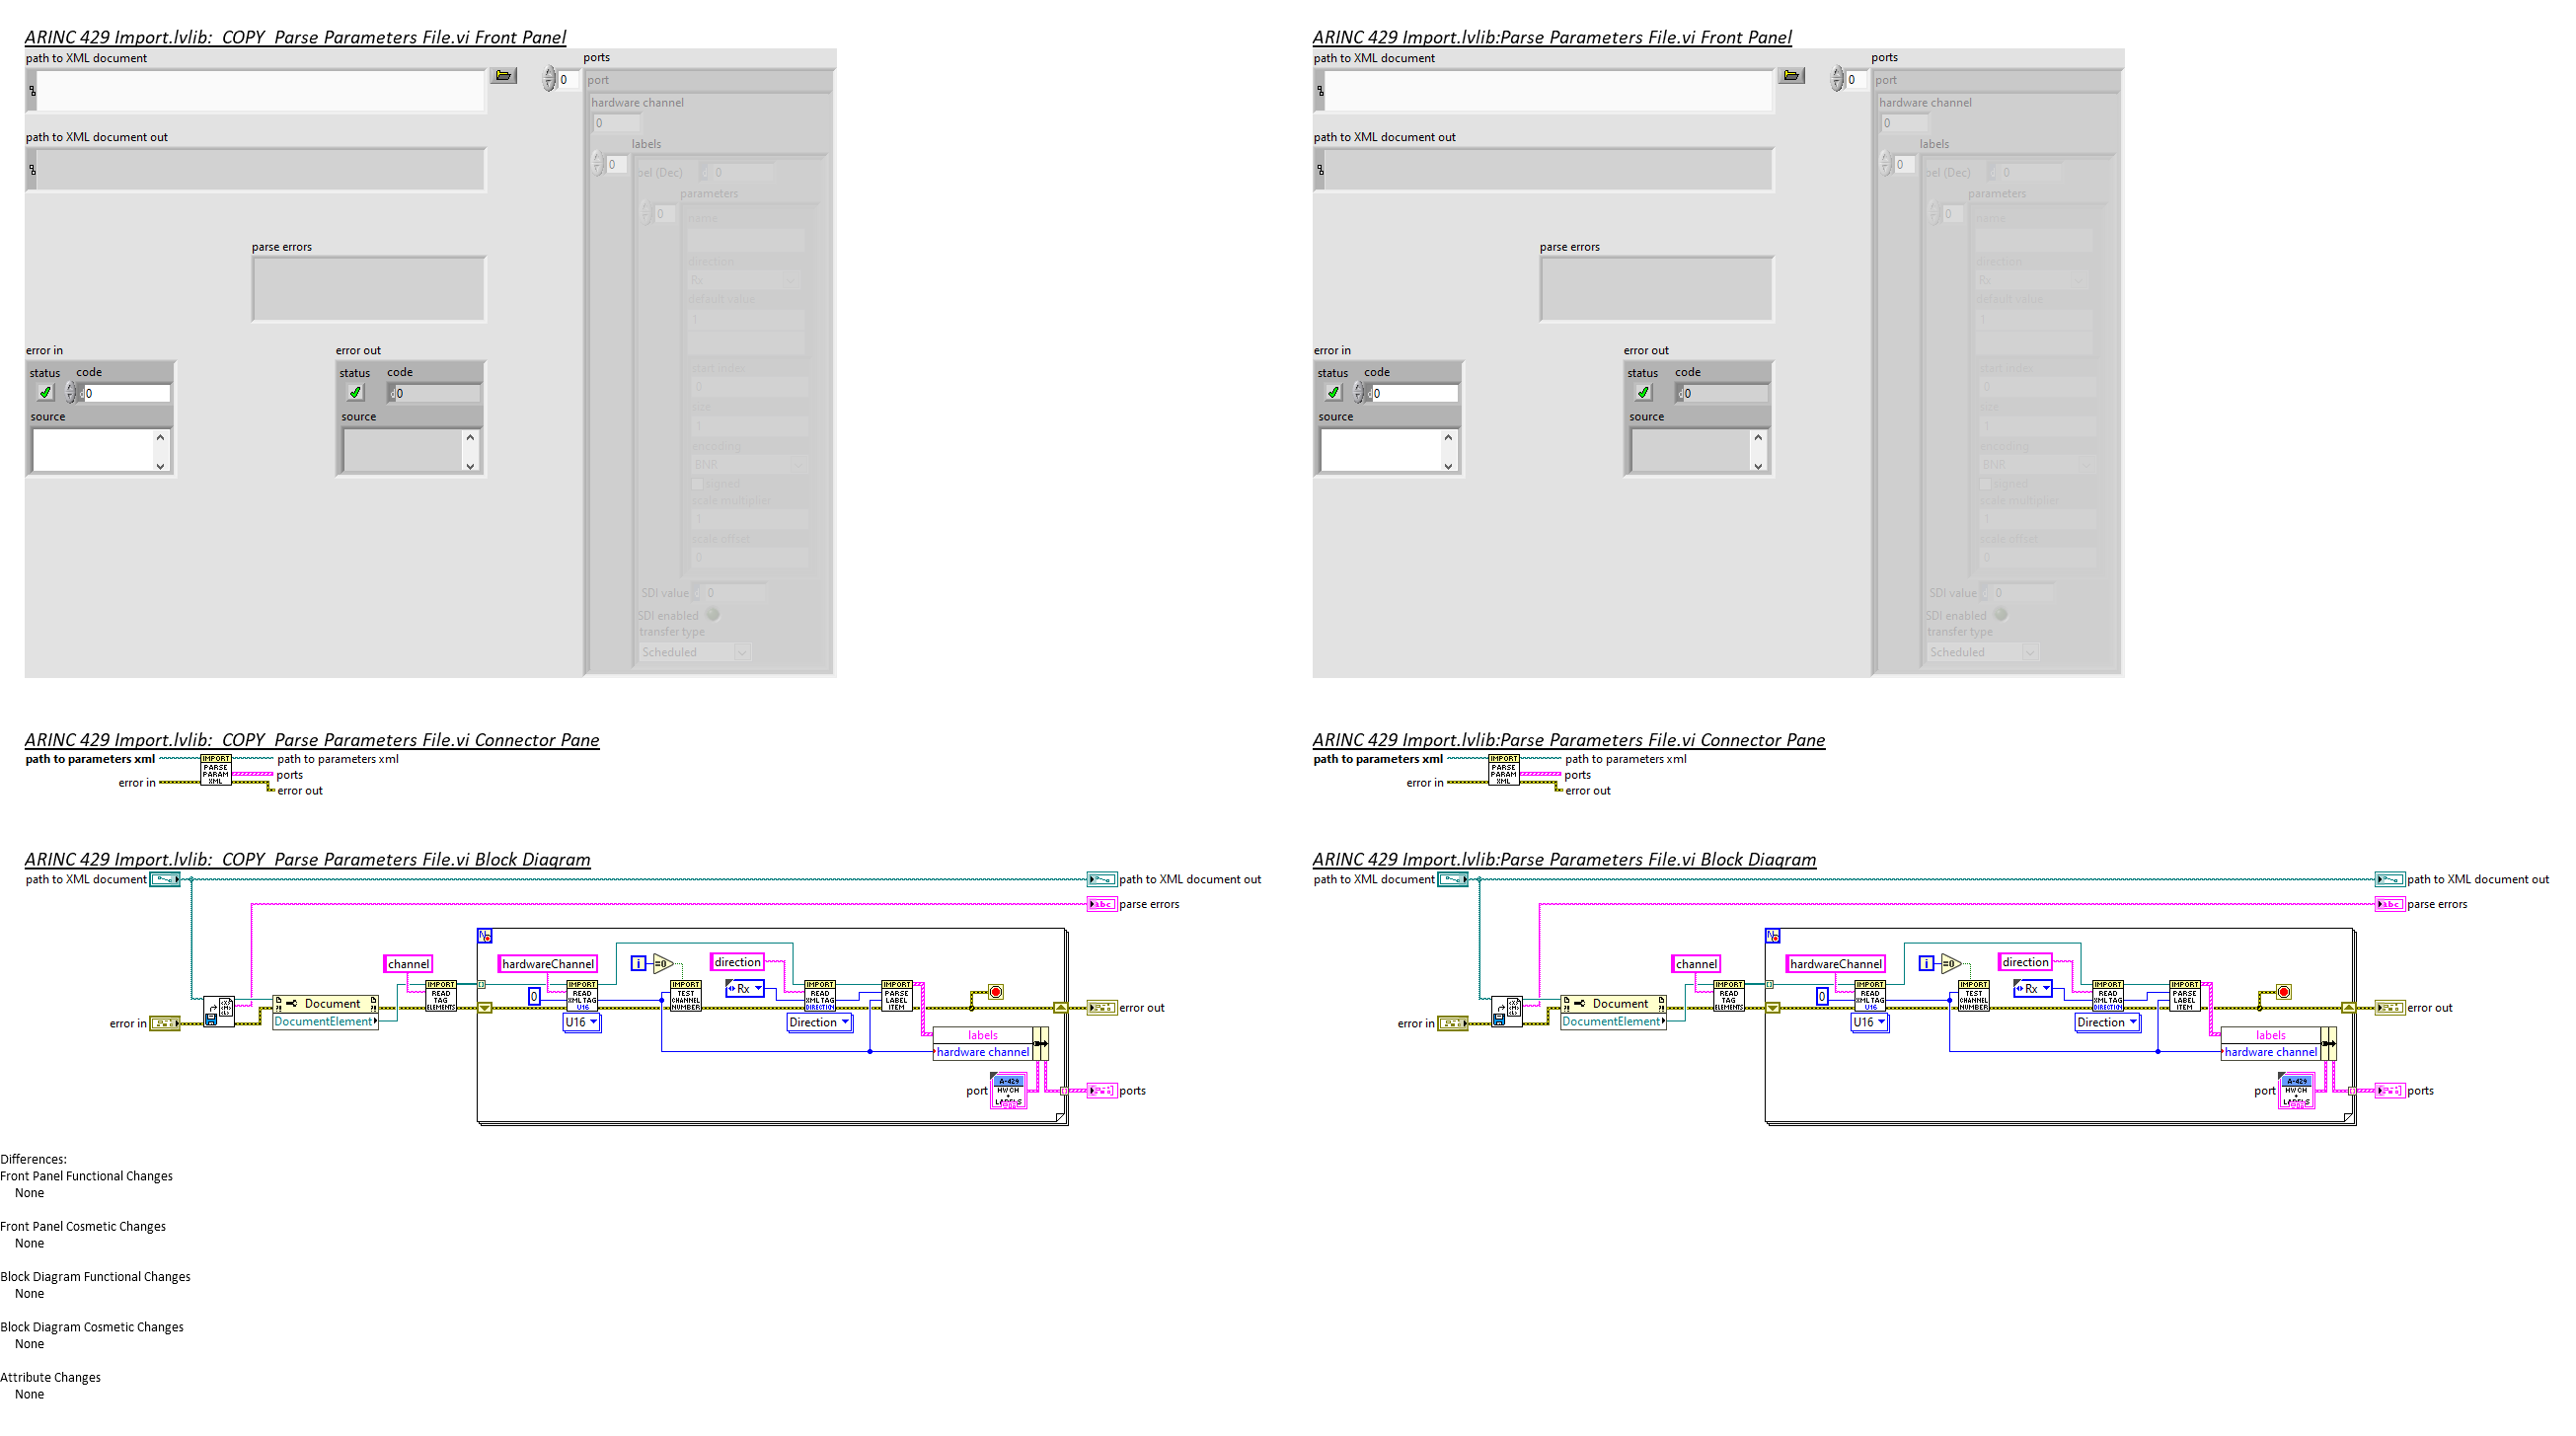 ARINC 429 Import.lvlib:  COPY  Parse Parameters File.vi Front Panel
path to XML document
ports
0
port
hardware channel
0
path to XML document out
labels
0
bel (Dec)
0
parameters
0
name
parse errors
direction
Rx
default value
1
error in
error out
status
code
status
code
start index
0
0
0
size
source
source
1
encoding
BNR
signed
scale multiplier
1
scale offset
0
SDI value
0
SDI enabled
transfer type
Scheduled
ARINC 429 Import.lvlib:  COPY  Parse Parameters File.vi Connector Pane
path to parameters xml
IMPORT
PARSE
PARAM
XML
path to parameters xml
ports
error in
error out
ARINC 429 Import.lvlib:  COPY  Parse Parameters File.vi Block Diagram
path to XML document
path to XML document out
abc
parse errors
N
channel
hardwareChannel
i
=0
direction
IMPORT
READ
TAG
ELEMENTS
0
IMPORT
READ
XMLTAG
U16
IMPORT
TEST
CHANNEL
NUMBER
Rx
IMPORT
READ
XMLTAG
DIRECTION
IMPORT
PARSE
LABEL
ITEM
Document
DocumentElement
error in
U16
Direction
error out
labels
hardware channel
port
A-429
HW CH
+
LABELS
ports
Differences:
Front Panel Functional Changes
None
Front Panel Cosmetic Changes
None
Block Diagram Functional Changes
None
Block Diagram Cosmetic Changes
None
Attribute Changes
None
ARINC 429 Import.lvlib:Parse Parameters File.vi Front Panel
path to XML document
ports
0
port
hardware channel
0
path to XML document out
labels
0
bel (Dec)
0
parameters
0
name
parse errors
direction
Rx
default value
1
error in
error out
status
code
status
code
start index
0
0
0
size
source
source
1
encoding
BNR
signed
scale multiplier
1
scale offset
0
SDI value
0
SDI enabled
transfer type
Scheduled
ARINC 429 Import.lvlib:Parse Parameters File.vi Connector Pane
path to parameters xml
IMPORT
PARSE
PARAM
XML
path to parameters xml
ports
error in
error out
ARINC 429 Import.lvlib:Parse Parameters File.vi Block Diagram
path to XML document
path to XML document out
abc
parse errors
N
channel
hardwareChannel
i
=0
direction
IMPORT
READ
TAG
ELEMENTS
0
IMPORT
READ
XMLTAG
U16
IMPORT
TEST
CHANNEL
NUMBER
Rx
IMPORT
READ
XMLTAG
DIRECTION
IMPORT
PARSE
LABEL
ITEM
Document
DocumentElement
error in
U16
Direction
error out
labels
hardware channel
port
A-429
HW CH
+
LABELS
ports